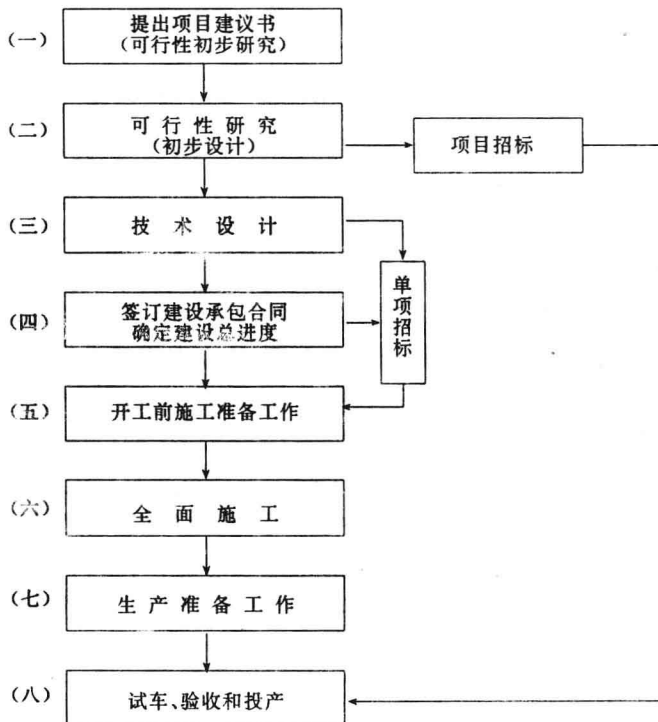 (一)
提出项目建议书
(可行性初步研究)
(二)
可行性研究
(初步设计)
项目招标
(三)
技术设计
单项招标
(四)
签订建设承包合同
确定建设总进度
(五)
开工前施工准备工作
(六)
全面施工
(七)
生产准备工作
(八)
试车、验收和投产